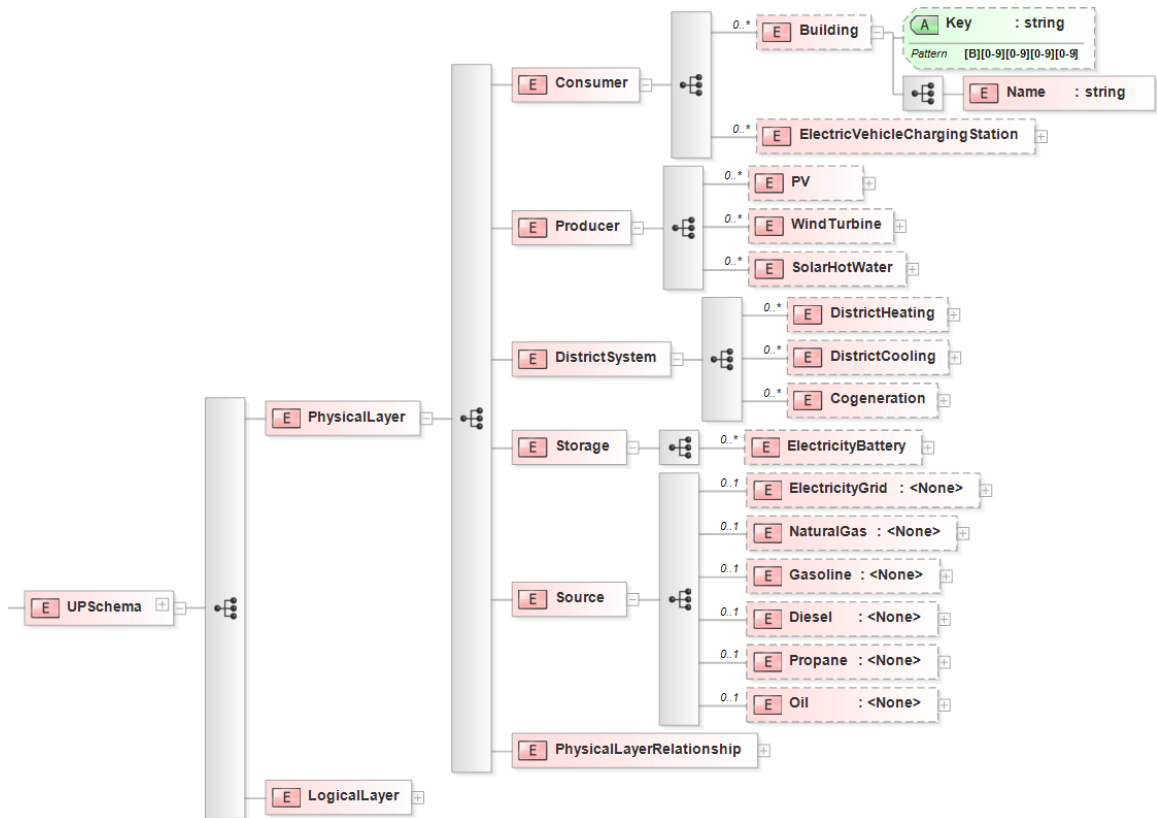 0..* E Building
A Key : string
Pattern [B][0-9][0-9][0-9][0-9]
E Name : string
E Consumer
0..* E ElectricVehicleChargingStation
0..* E PV
E Producer
0..* E WindTurbine
0..* E SolarHotWater
0..* E DistrictHeating
E DistrictSystem
0..* E DistrictCooling
0..* E Cogeneration
E PhysicalLayer
E Storage
0..* E ElectricityBattery
0..1 E ElectricityGrid : <None>
0..1 E NaturalGas : <None>
0..1 E Gasoline : <None>
E Source
0..1 E Diesel : <None>
0..1 E Propane : <None>
0..1 E Oil : <None>
E UPSchema
E PhysicalLayerRelationship
E LogicalLayer